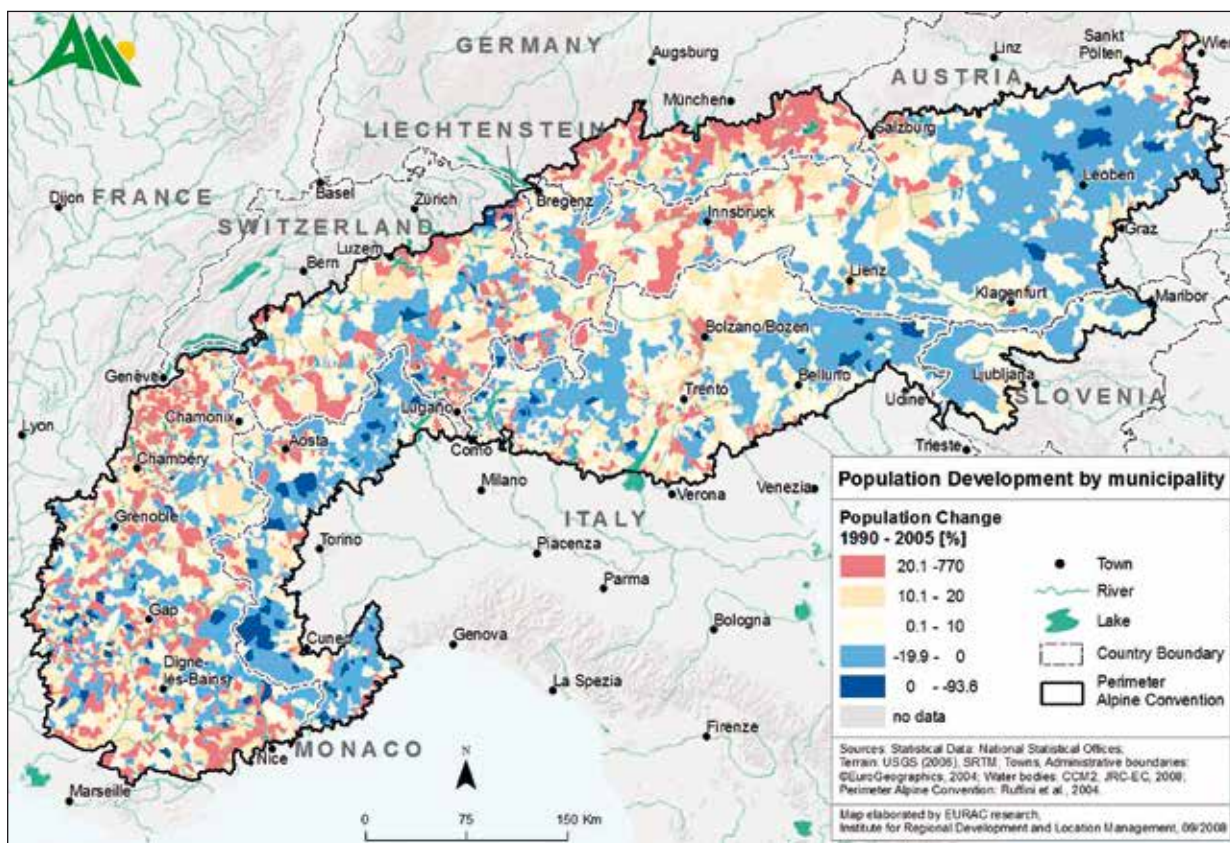 GERMANY
Augsburg
Linz
Sankt
Pölten
Wien
AUSTRIA
München
LIECHTENSTEIN
Salzburg
Leoben
Basel
Dijon
FRANCE
Zürich
Bregenz
Innsbruck
SWITZERLAND
Luzern
Graz
Bern
Lienz
Klagenfurt
Maribor
Bolzano/Bozen
Genève
Belluno
Ljubljana
Trento
Udine
SLOVENIA
Chamonix
Lugano
Lyon
Aosta
Como
Trieste
Chambéry
Milano
Verona
Venezia
Grenoble
ITALY
Torino
Piacenza
Parma
Gap
Bologna
Cuneo
Genova
Digne-
les-Bains
La Spezia
Firenze
MONACO
Nice
Marseille
N
0 75 150 Km
Population Development by municipality
Population Change
1990 - 2005 [%]
20.1 -770
10.1 - 20
0.1 - 10
-19.9 - 0
0 - -93.6
no data
Town
River
Lake
Country Boundary
Perimeter
Alpine Convention
Sources: Statistical Data: National Statistical Offices;
Terrain: USGS (2006), SRTM; Towns, Administrative boundaries:
©EuroGeographics, 2004; Water bodies: CCM2, JRC-EC, 2008;
Perimeter Alpine Convention: Ruffini et al., 2004.
Map elaborated by EURAC research,
Institute for Regional Development and Location Management, 09/2008